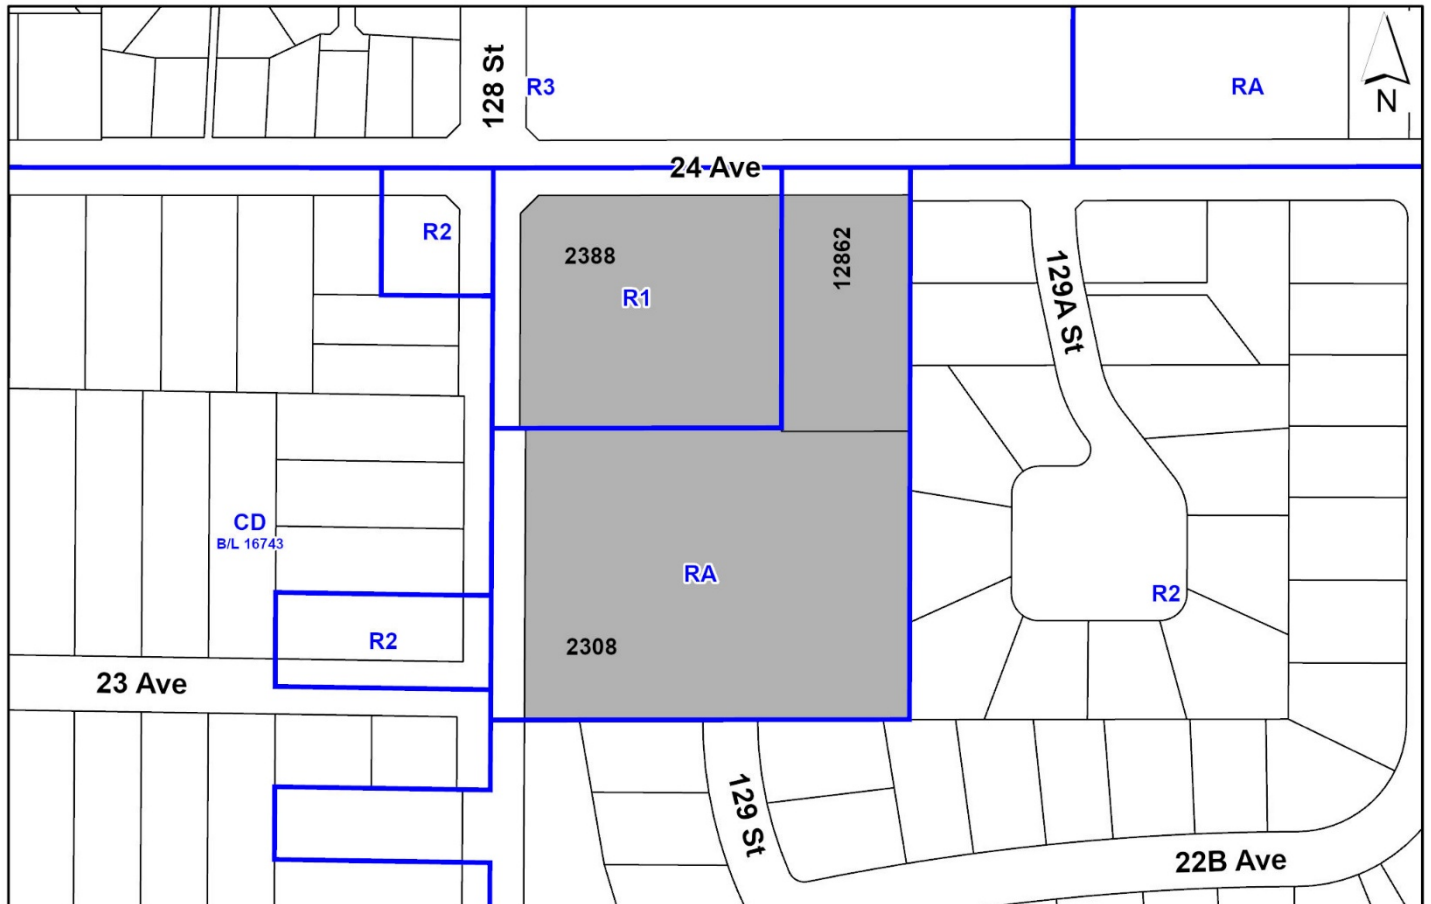 128 St
R3
RA
N
24 Ave
R2
2388
R1
12862
129A St
CD
B/L 16743
RA
R2
R2
2308
23 Ave
129 St
22B Ave